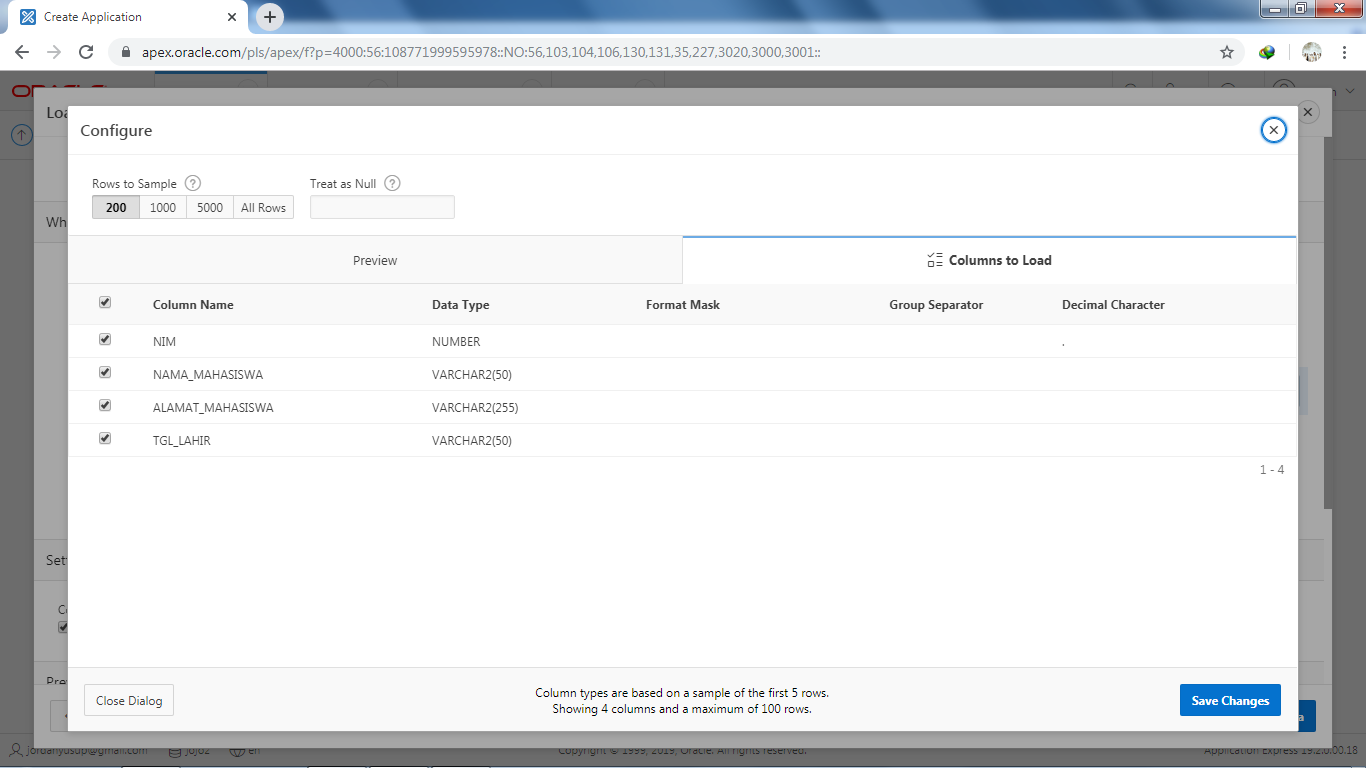 Create Application
apex.oracle.com/pls/apex/f?p=4000:56:108771999595978::NO:56,103,104,106,130,131,35,227,3020,3000,3001::
Configure
Rows to Sample ? Treat as Null ?
200 1000 5000 All Rows
Preview Columns to Load
Column Name Data Type Format Mask Group Separator Decimal Character
NIM NUMBER .
NAMA_MAHASISWA VARCHAR2(50)
ALAMAT_MAHASISWA VARCHAR2(255)
TGL_LAHIR VARCHAR2(50)
1 - 4
Column types are based on a sample of the first 5 rows.
Close Dialog Showing 4 columns and a maximum of 100 rows. Save Changes
jordanyusup@gmail.com jojo2 en Copyright © 1999, 2019, Oracle. All rights reserved. Application Express 19.2.0.00.18